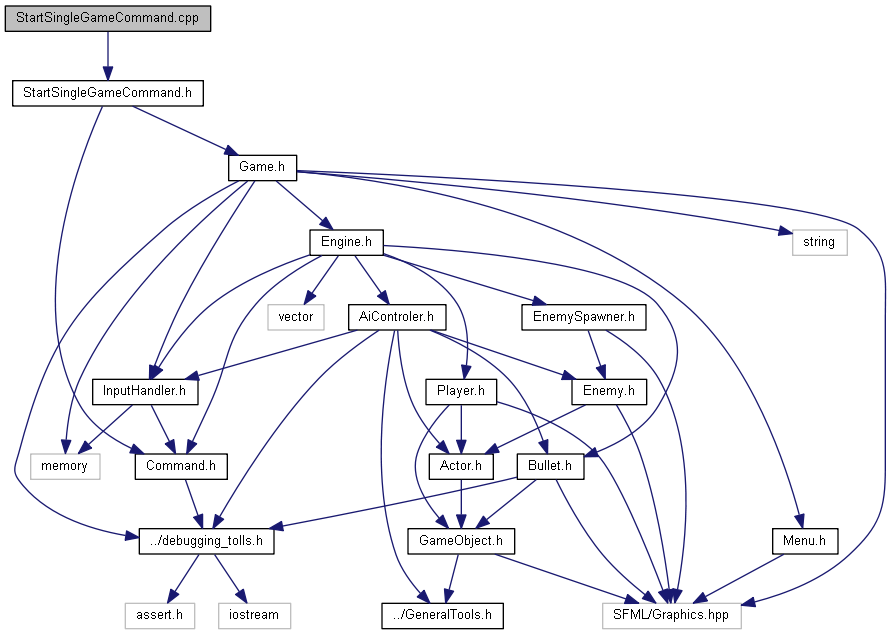 StartSingleGameCommand.cpp
StartSingleGameCommand.h
Game.h
string
Engine.h
vector
AiControler.h
EnemySpawner.h
InputHandler.h
Player.h
Enemy.h
memory
Command.h
Actor.h
Bullet.h
../debugging_tolls.h
GameObject.h
Menu.h
assert.h
iostream
../GeneralTools.h
SFML/Graphics.hpp